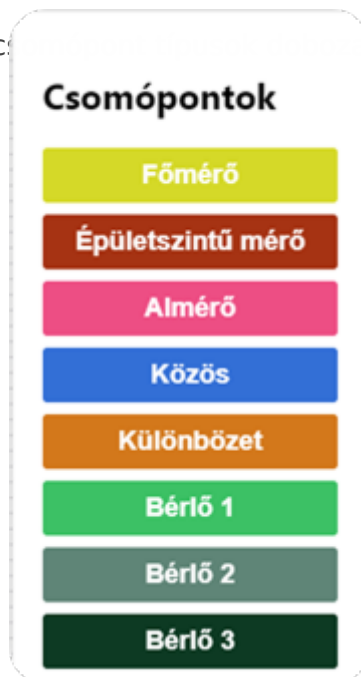 Csomópontok
Főmérő
Épületszintű mérő
Almérő
Közös
Különbözet
Bérlő 1
Bérlő 2
Bérlő 3